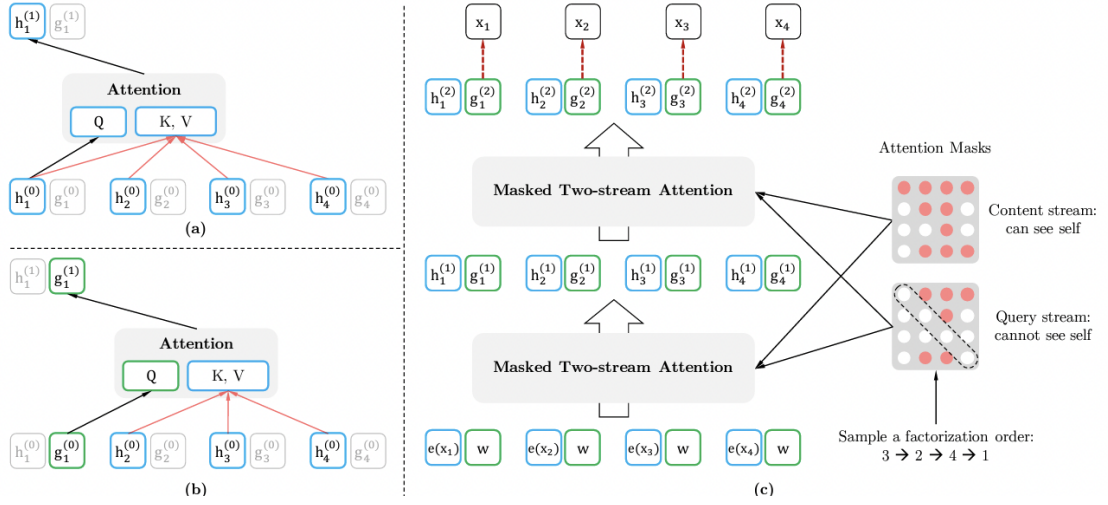 h₁⁽¹⁾ g₁⁽¹⁾
Attention
Q K, V
h₁⁽⁰⁾ g₁⁽⁰⁾ h₂⁽⁰⁾ g₂⁽⁰⁾ h₃⁽⁰⁾ g₃⁽⁰⁾ h₄⁽⁰⁾ g₄⁽⁰⁾
(a)
h₁⁽¹⁾ g₁⁽¹⁾
Attention
Q K, V
h₁⁽⁰⁾ g₁⁽⁰⁾ h₂⁽⁰⁾ g₂⁽⁰⁾ h₃⁽⁰⁾ g₃⁽⁰⁾ h₄⁽⁰⁾ g₄⁽⁰⁾
(b)
x₁ x₂ x₃ x₄
h₁⁽²⁾ g₁⁽²⁾ h₂⁽²⁾ g₂⁽²⁾ h₃⁽²⁾ g₃⁽²⁾ h₄⁽²⁾ g₄⁽²⁾
Masked Two-stream Attention
h₁⁽¹⁾ g₁⁽¹⁾ h₂⁽¹⁾ g₂⁽¹⁾ h₃⁽¹⁾ g₃⁽¹⁾ h₄⁽¹⁾ g₄⁽¹⁾
Masked Two-stream Attention
e(x₁) w e(x₂) w e(x₃) w e(x₄) w
(c)
Attention Masks
Content stream:
can see self
Query stream:
cannot see self
Sample a factorization order:
3 → 2 → 4 → 1